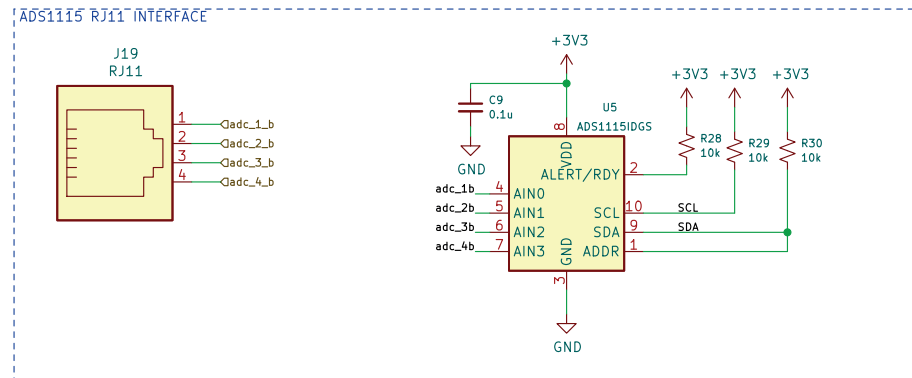 ADS1115 RJ11 INTERFACE
J19
RJ11
1 adc_1_b
2 adc_2_b
3 adc_3_b
4 adc_4_b
+3V3
C9
0.1u
GND
U5
ADS1115IDGS
8
VDD
ALERT/RDY 2
adc_1b 4 AIN0
adc_2b 5 AIN1
adc_3b 6 AIN2
adc_4b 7 AIN3
SCL 10 SCL
SDA 9 SDA
ADDR 1
GND
3
GND
+3V3 +3V3 +3V3
R28
10k
R29
10k
R30
10k